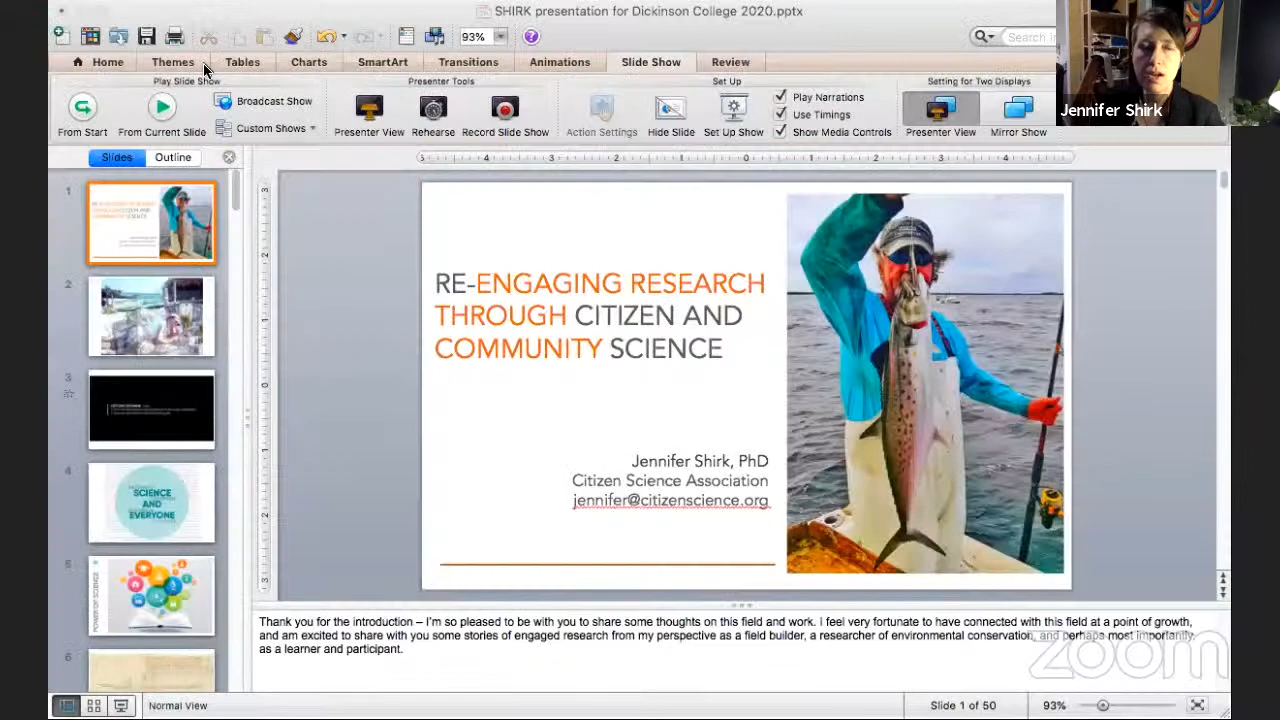 SHIRK presentation for Dickinson College 2020.pptx
93%
Search in
Home Themes Tables Charts SmartArt Transitions Animations Slide Show Review
Play Slide Show Presenter Tools Set Up Setting for Two Displays
From Start
From Current Slide
Broadcast Show
Custom Shows
Presenter View
Rehearse
Record Slide Show
Action Settings
Hide Slide
Set Up Show
Play Narrations
Use Timings
Show Media Controls
Presenter View
Mirror Show
Jennifer Shirk
Slides Outline
1
2
3
4
SCIENCE
AND
EVERYONE
5
6
RE-ENGAGING RESEARCH
THROUGH CITIZEN AND
COMMUNITY SCIENCE
Jennifer Shirk, PhD
Citizen Science Association
jennifer@citizenscience.org
Thank you for the introduction – I'm so pleased to be with you to share some thoughts on this field and work. I feel very fortunate to have connected with this field at a point of growth,
and am excited to share with you some stories of engaged research from my perspective as a field builder, a researcher of environmental conservation, and perhaps most importantly,
as a learner and participant.
zoom
Normal View
Slide 1 of 50
93%